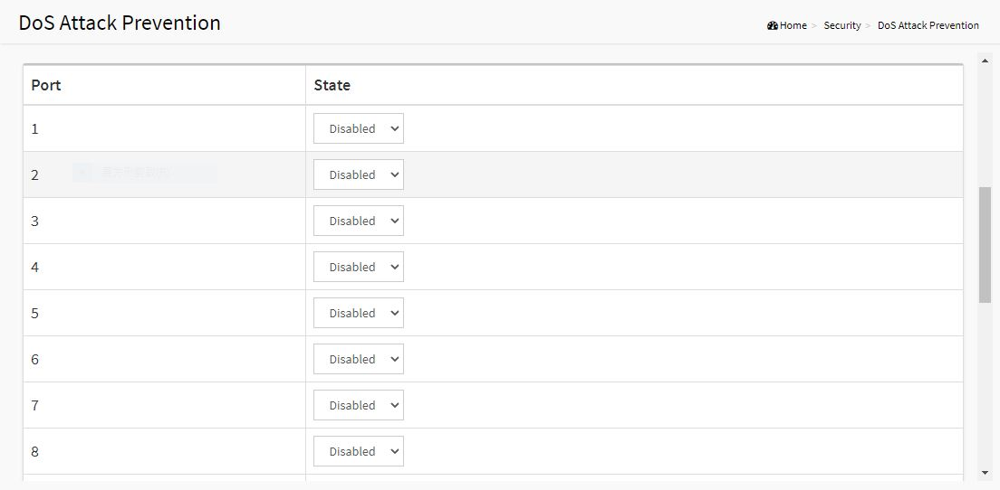 DoS Attack Prevention
Home > Security > DoS Attack Prevention
Port State
1 Disabled
2 Disabled
3 Disabled
4 Disabled
5 Disabled
6 Disabled
7 Disabled
8 Disabled